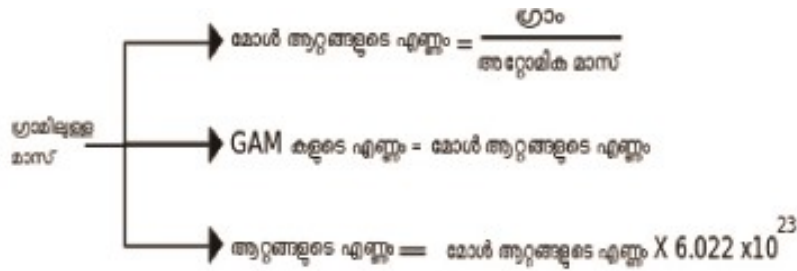 മോൾ ആറ്റങ്ങളുടെ എണ്ണം = ഗ്രാം / അറ്റോമിക മാസ്
ഗ്രാമിലുള്ള
മാസ്
GAM കളുടെ എണ്ണം = മോൾ ആറ്റങ്ങളുടെ എണ്ണം
ആറ്റങ്ങളുടെ എണ്ണം = മോൾ ആറ്റങ്ങളുടെ എണ്ണം X 6.022 x10^23